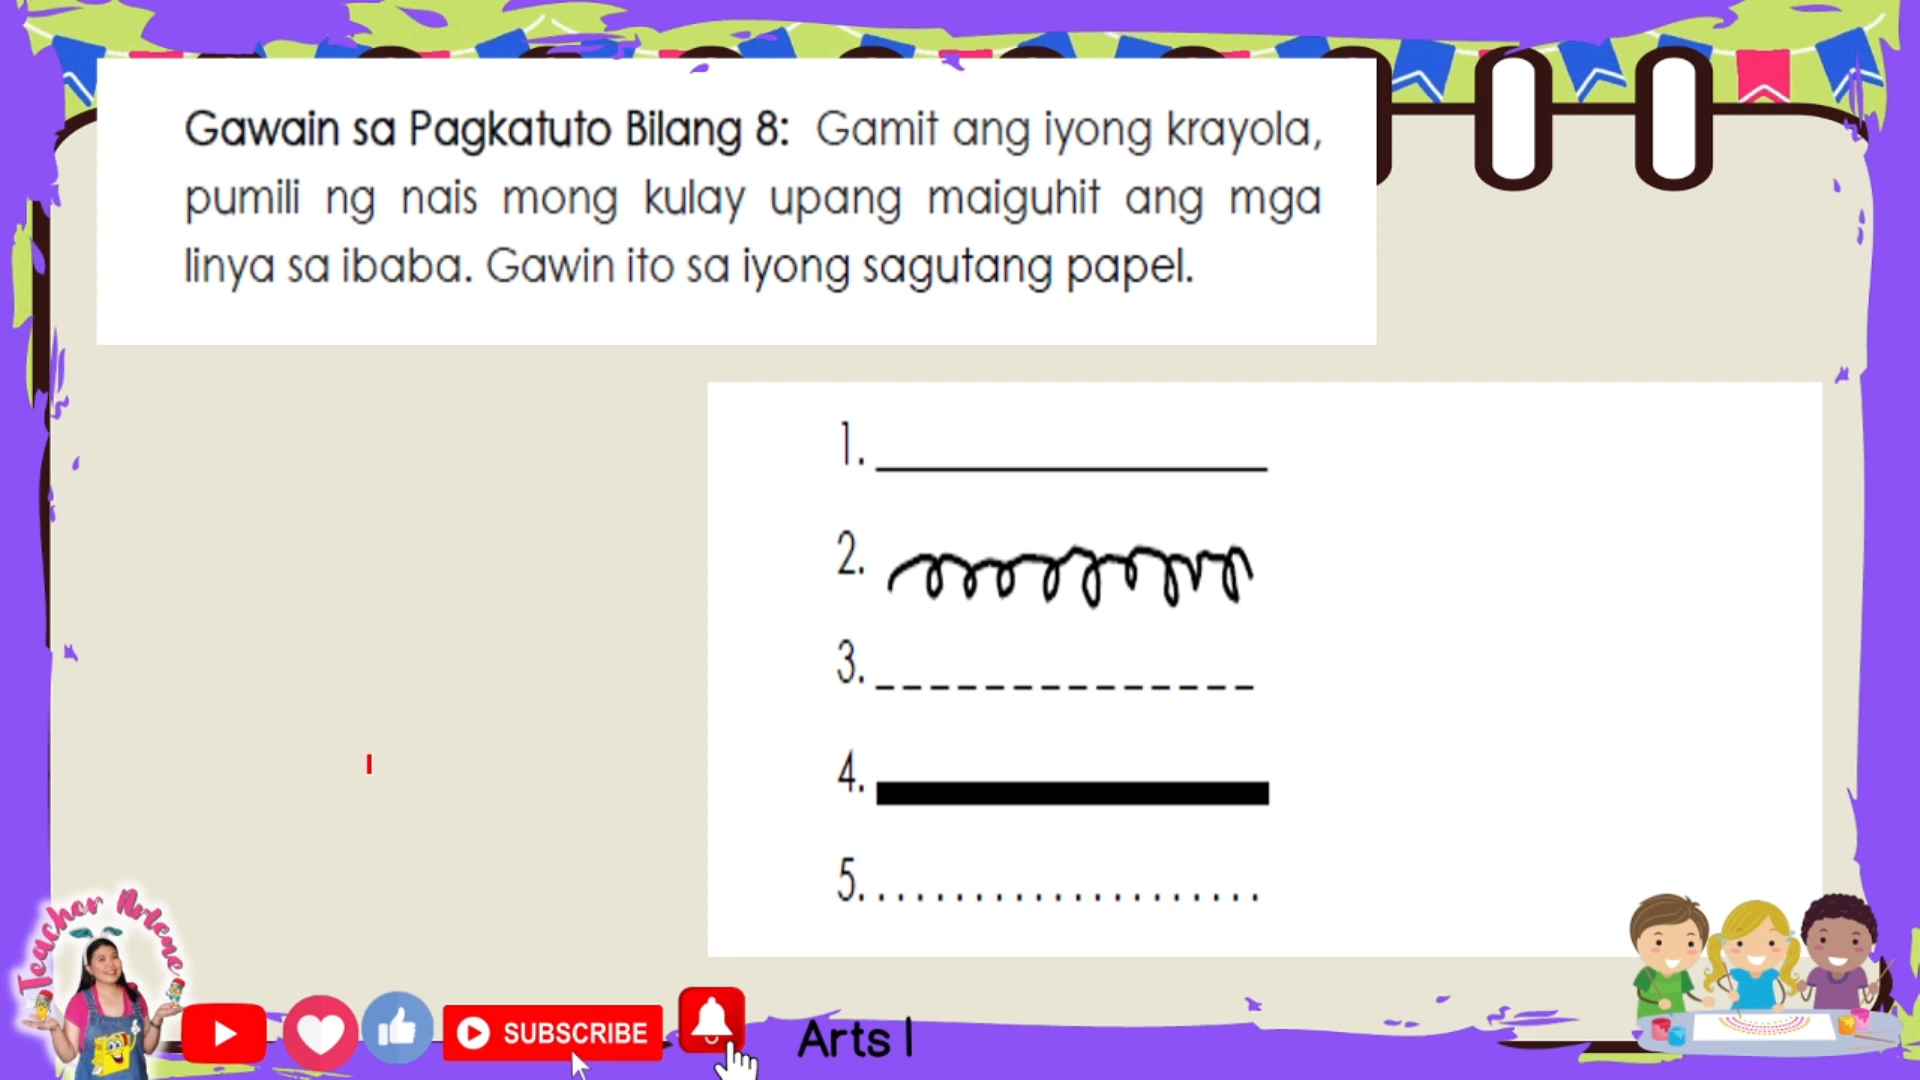 Gawain sa Pagkatuto Bilang 8: Gamit ang iyong krayola,
pumili ng nais mong kulay upang maiguhit ang mga
linya sa ibaba. Gawin ito sa iyong sagutang papel.
1.
2.
3.
4.
5.
Teacher Arlene
SUBSCRIBE
Arts 1